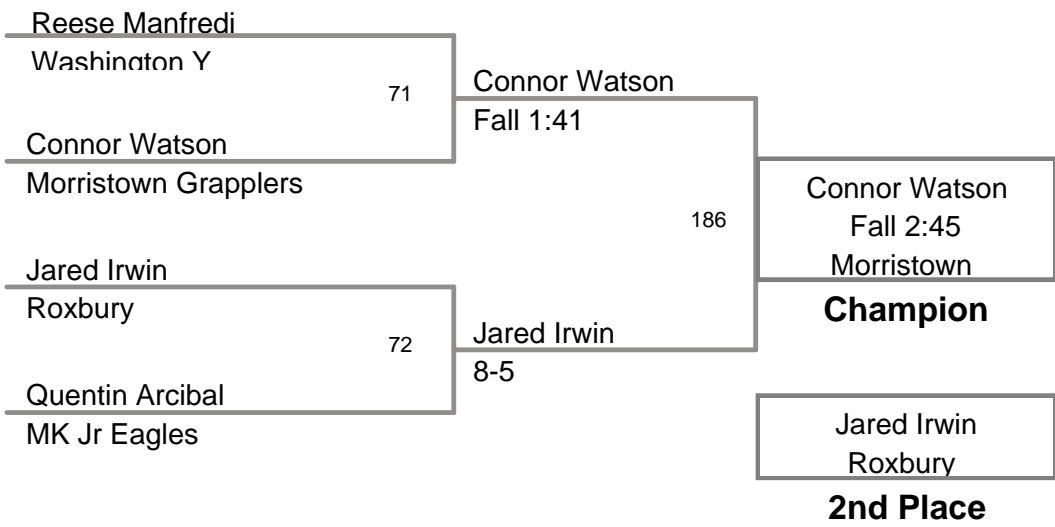 Reese Manfredi
Washington Y
71
Connor Watson
Fall 1:41
Connor Watson
Morristown Grapplers
186
Connor Watson
Fall 2:45
Morristown
Champion
Jared Irwin
Roxbury
72
Jared Irwin
8-5
Quentin Arcibal
MK Jr Eagles
Jared Irwin
Roxbury
2nd Place